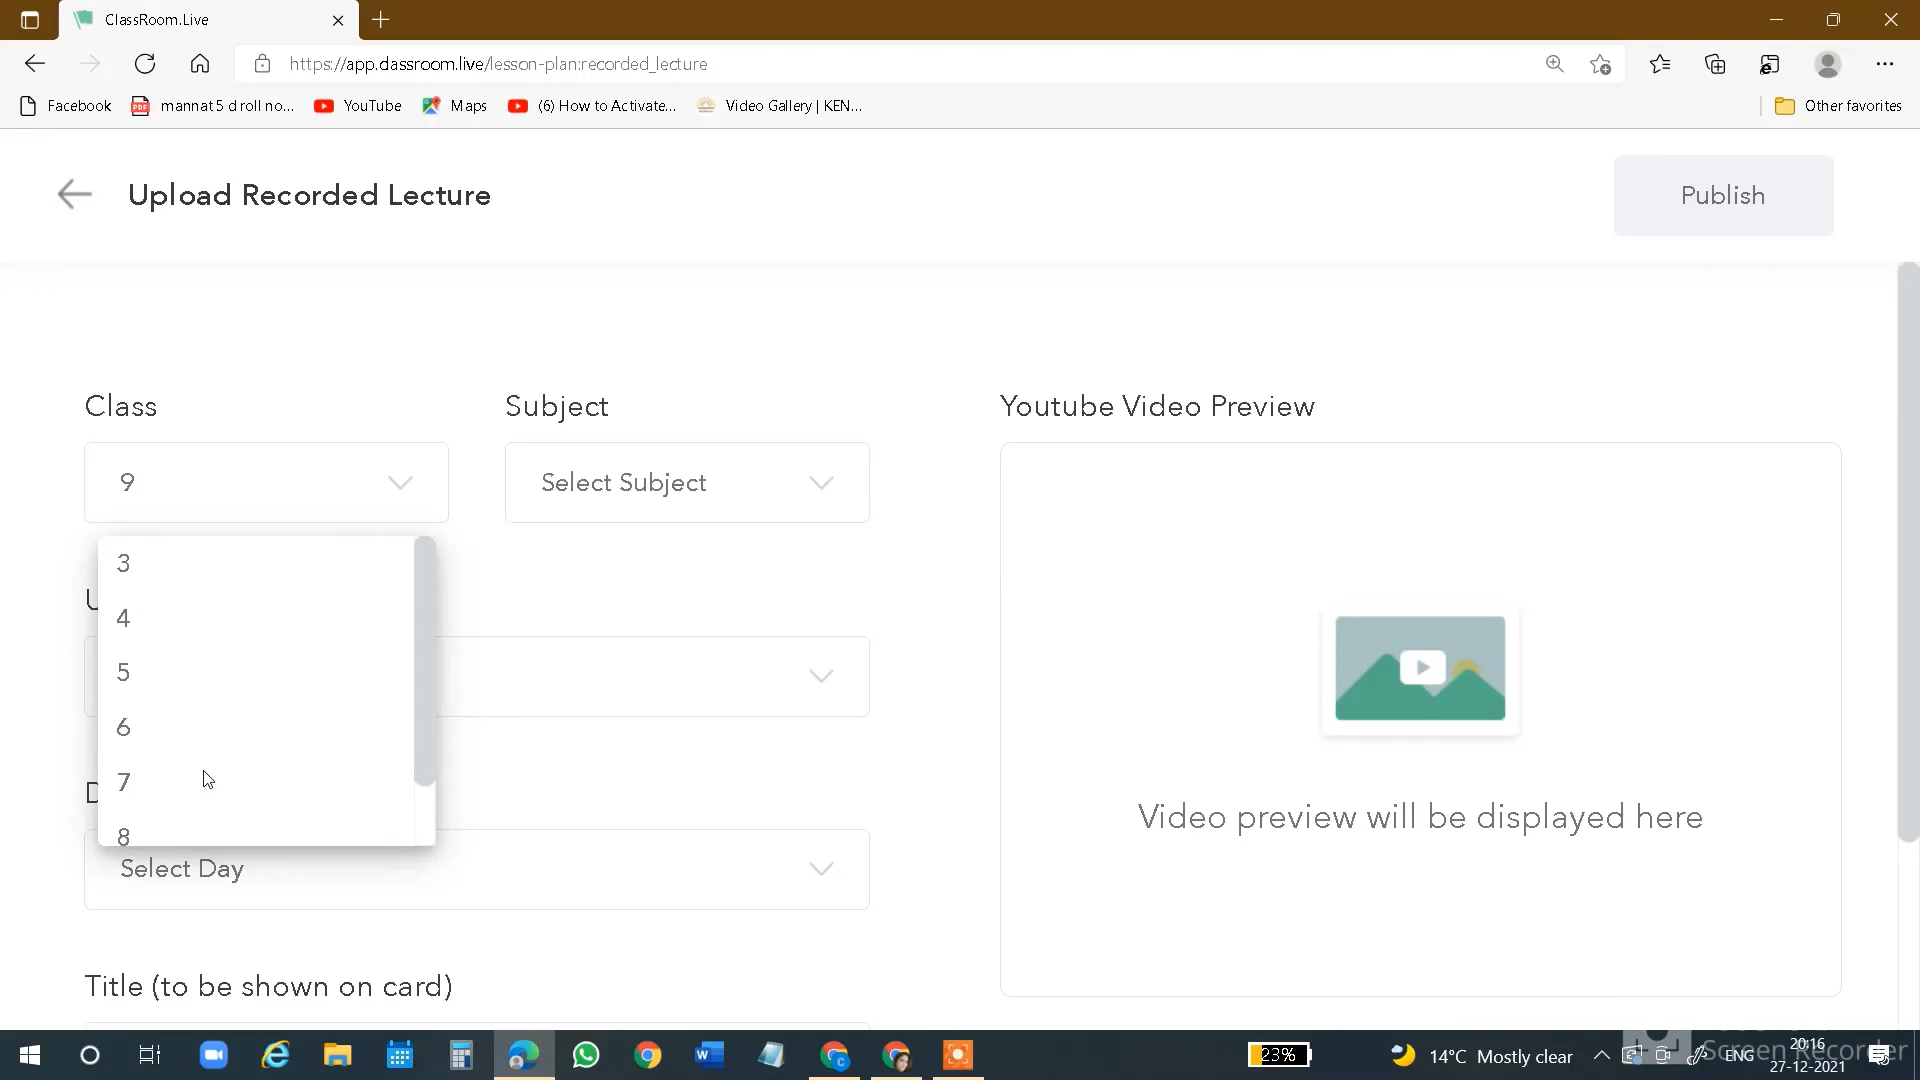 ClassRoom.Live
https://app.classroom.live/lesson-plan:recorded_lecture
Facebook
mannat 5 d roll no...
YouTube
Maps
(6) How to Activate...
Video Gallery | KEN...
Other favorites
Upload Recorded Lecture
Publish
Class
Subject
Youtube Video Preview
9
Select Subject
3
4
5
6
7
8
Select Day
Video preview will be displayed here
Title (to be shown on card)
23%
14°C Mostly clear
ENG
20:16
27-12-2021
Screen Recorder